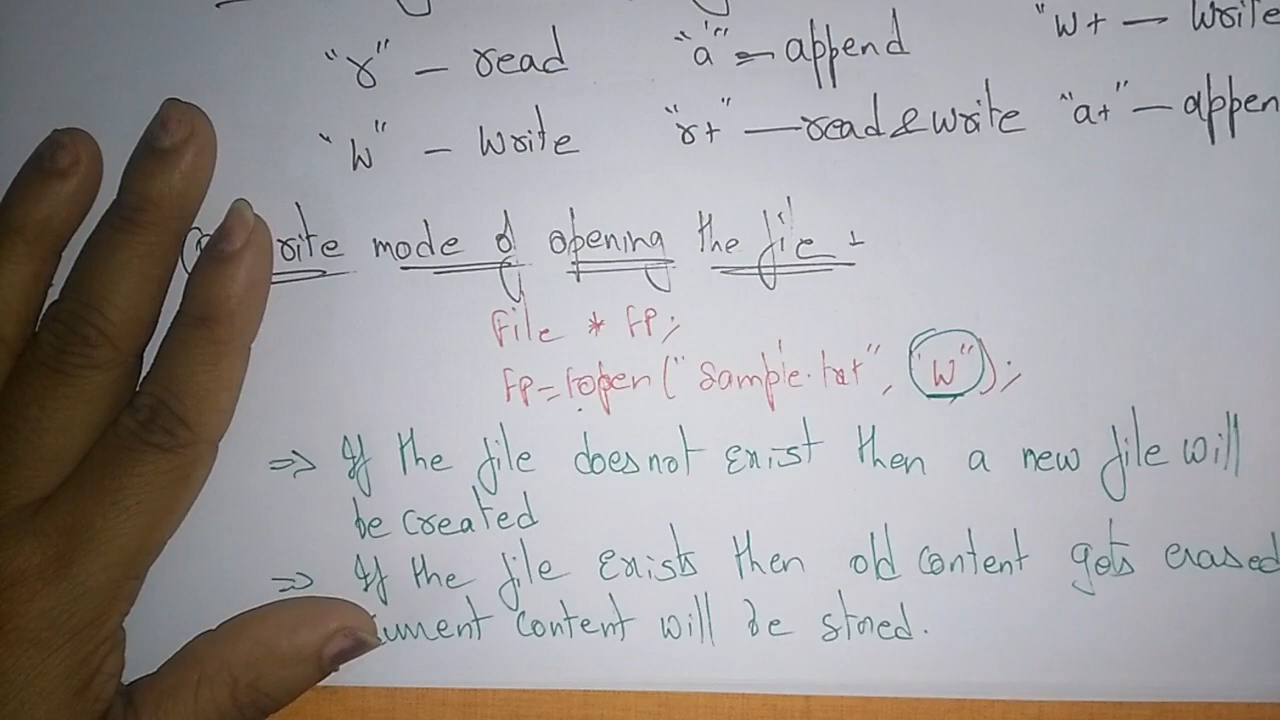 "r" — read "a" — append "w+ — Write
"W" — Write "r+" — read & write "a+" — appen
rite mode of opening the file :
File * FP;
FP = fopen ("Sample.txt", "W");
=> If the file does not Exist then a new file will
be created
=> If the file Exists then old content gets erased
content will be stored.